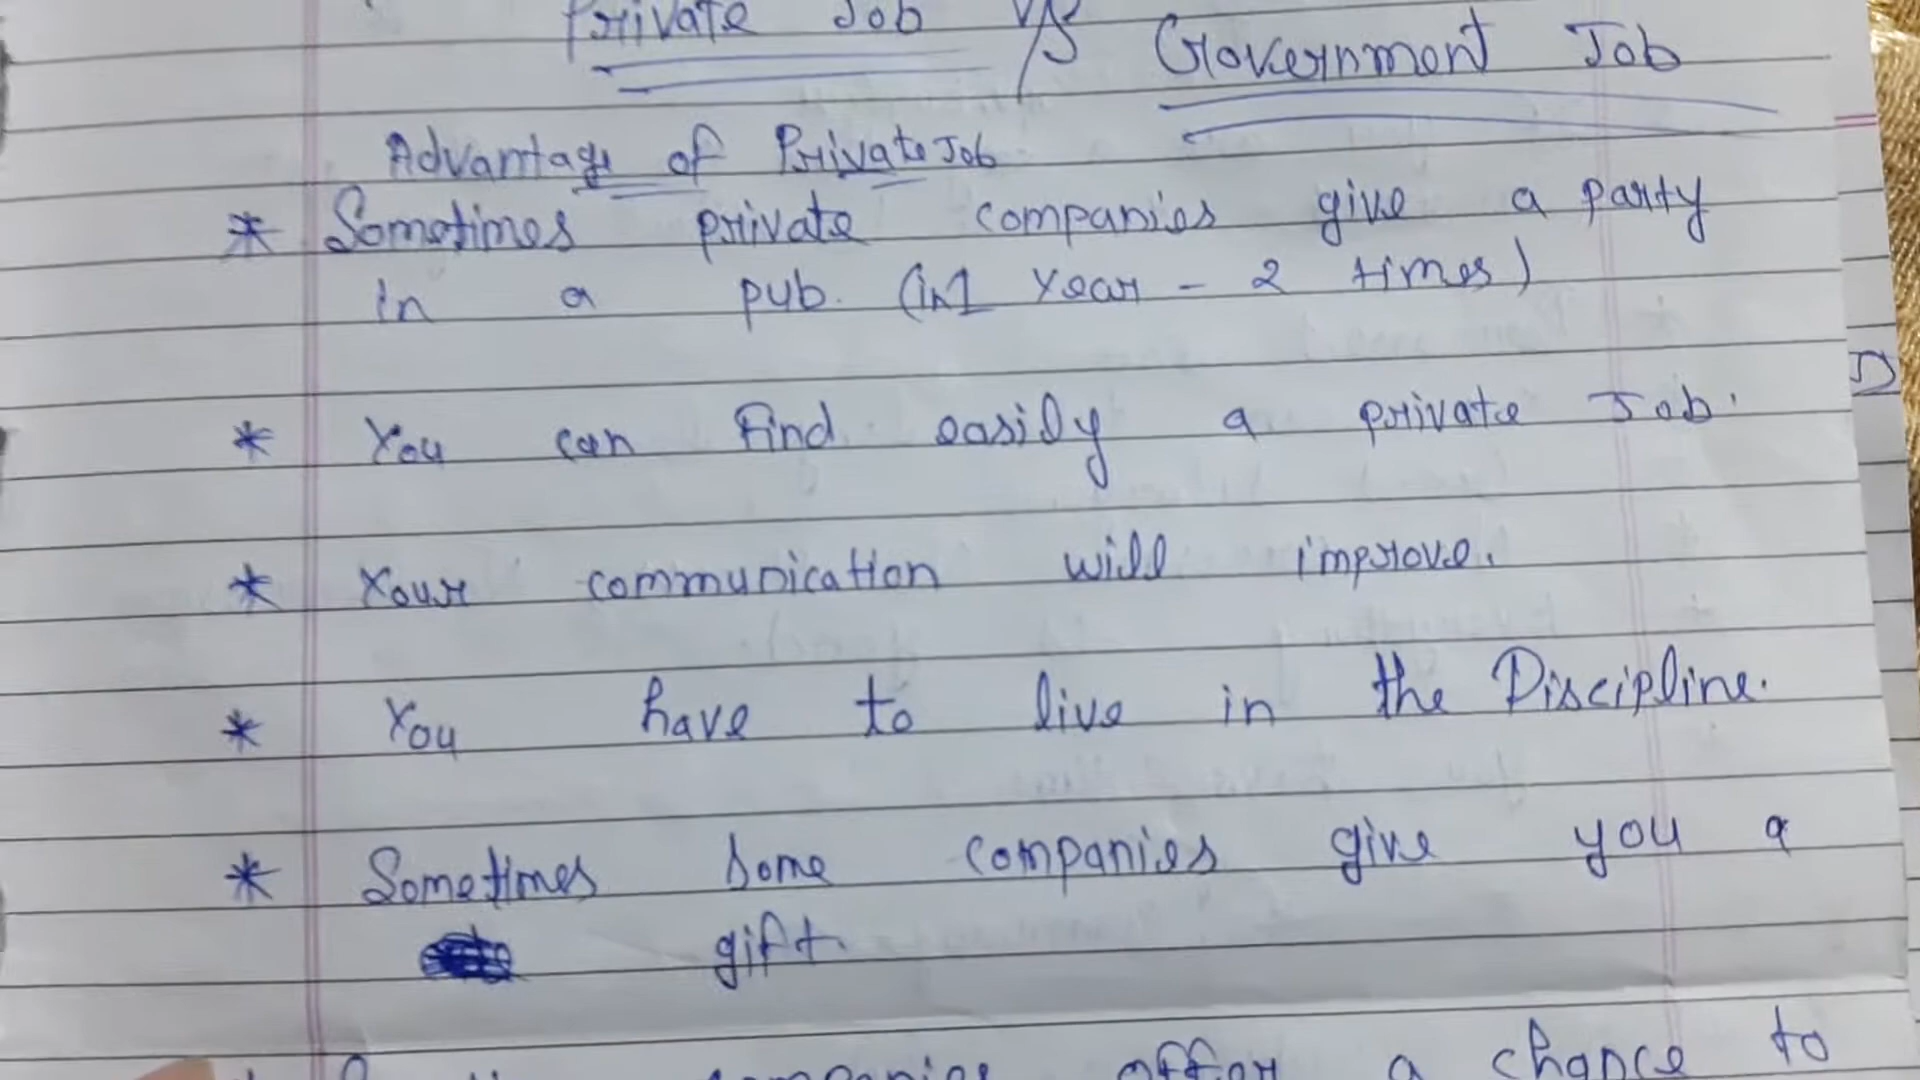 Private Job v/s Government Job
Advantage of Private Job
* Sometimes private companies give a party
in a pub. (in 1 year - 2 times)
* You can find easily a private Job.
* Your communication will improve.
* You have to live in the Discipline.
* Sometimes some companies give you a
gift.
companies offer a chance to